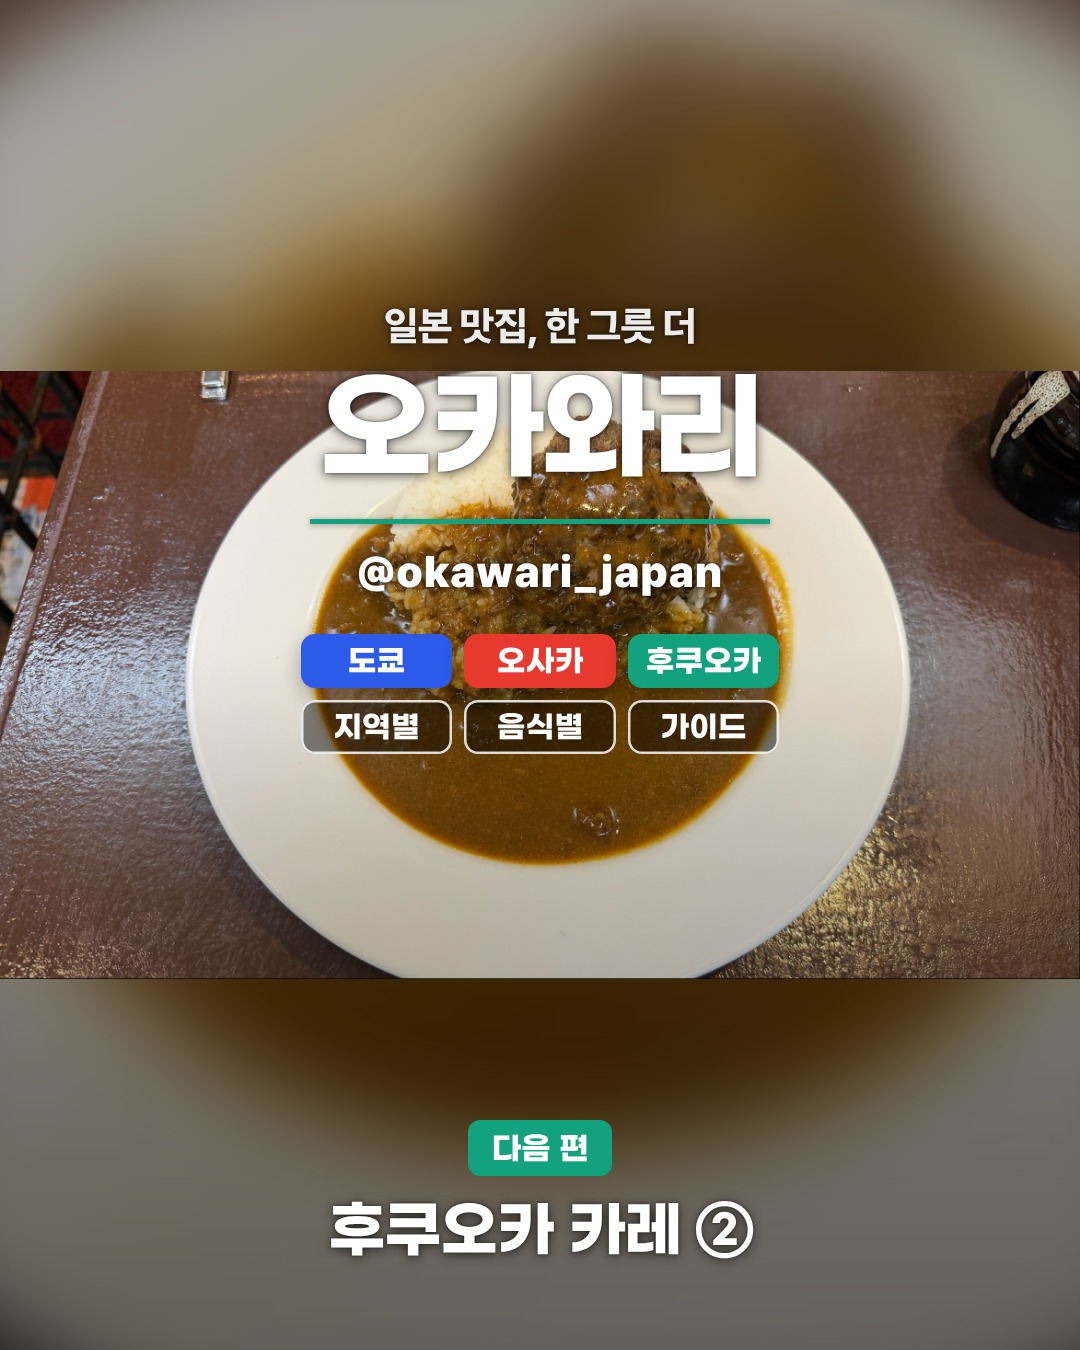 일본 맛집, 한 그릇 더
오카와리
@okawari_japan
도쿄 오사카 후쿠오카
지역별 음식별 가이드
다음 편
후쿠오카 카레 ②